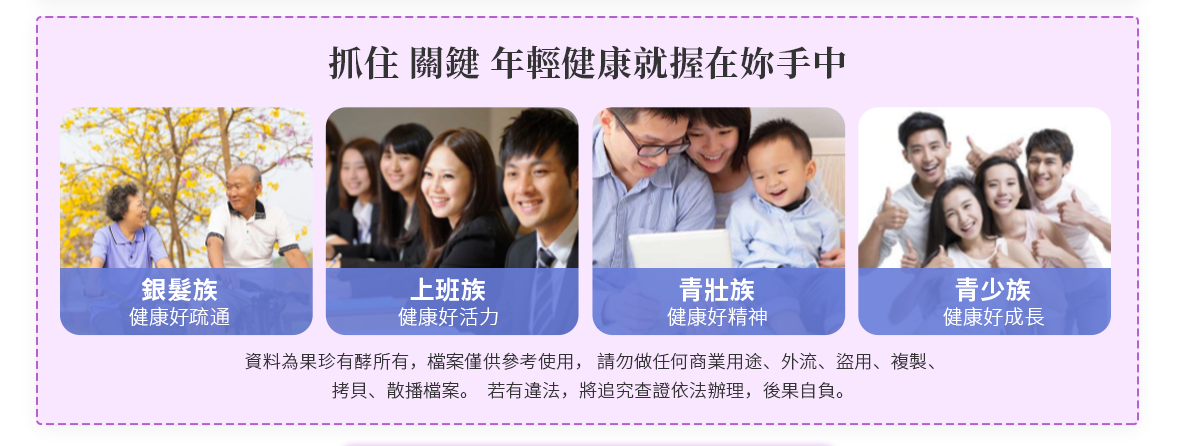 抓住 關鍵 年輕健康就握在妳手中
銀髮族
健康好疏通
上班族
健康好活力
青壯族
健康好精神
青少族
健康好成長
資料為果珍有酵所有，檔案僅供參考使用， 請勿做任何商業用途、外流、盜用、複製、
拷貝、散播檔案。 若有違法，將追究查證依法辦理，後果自負。